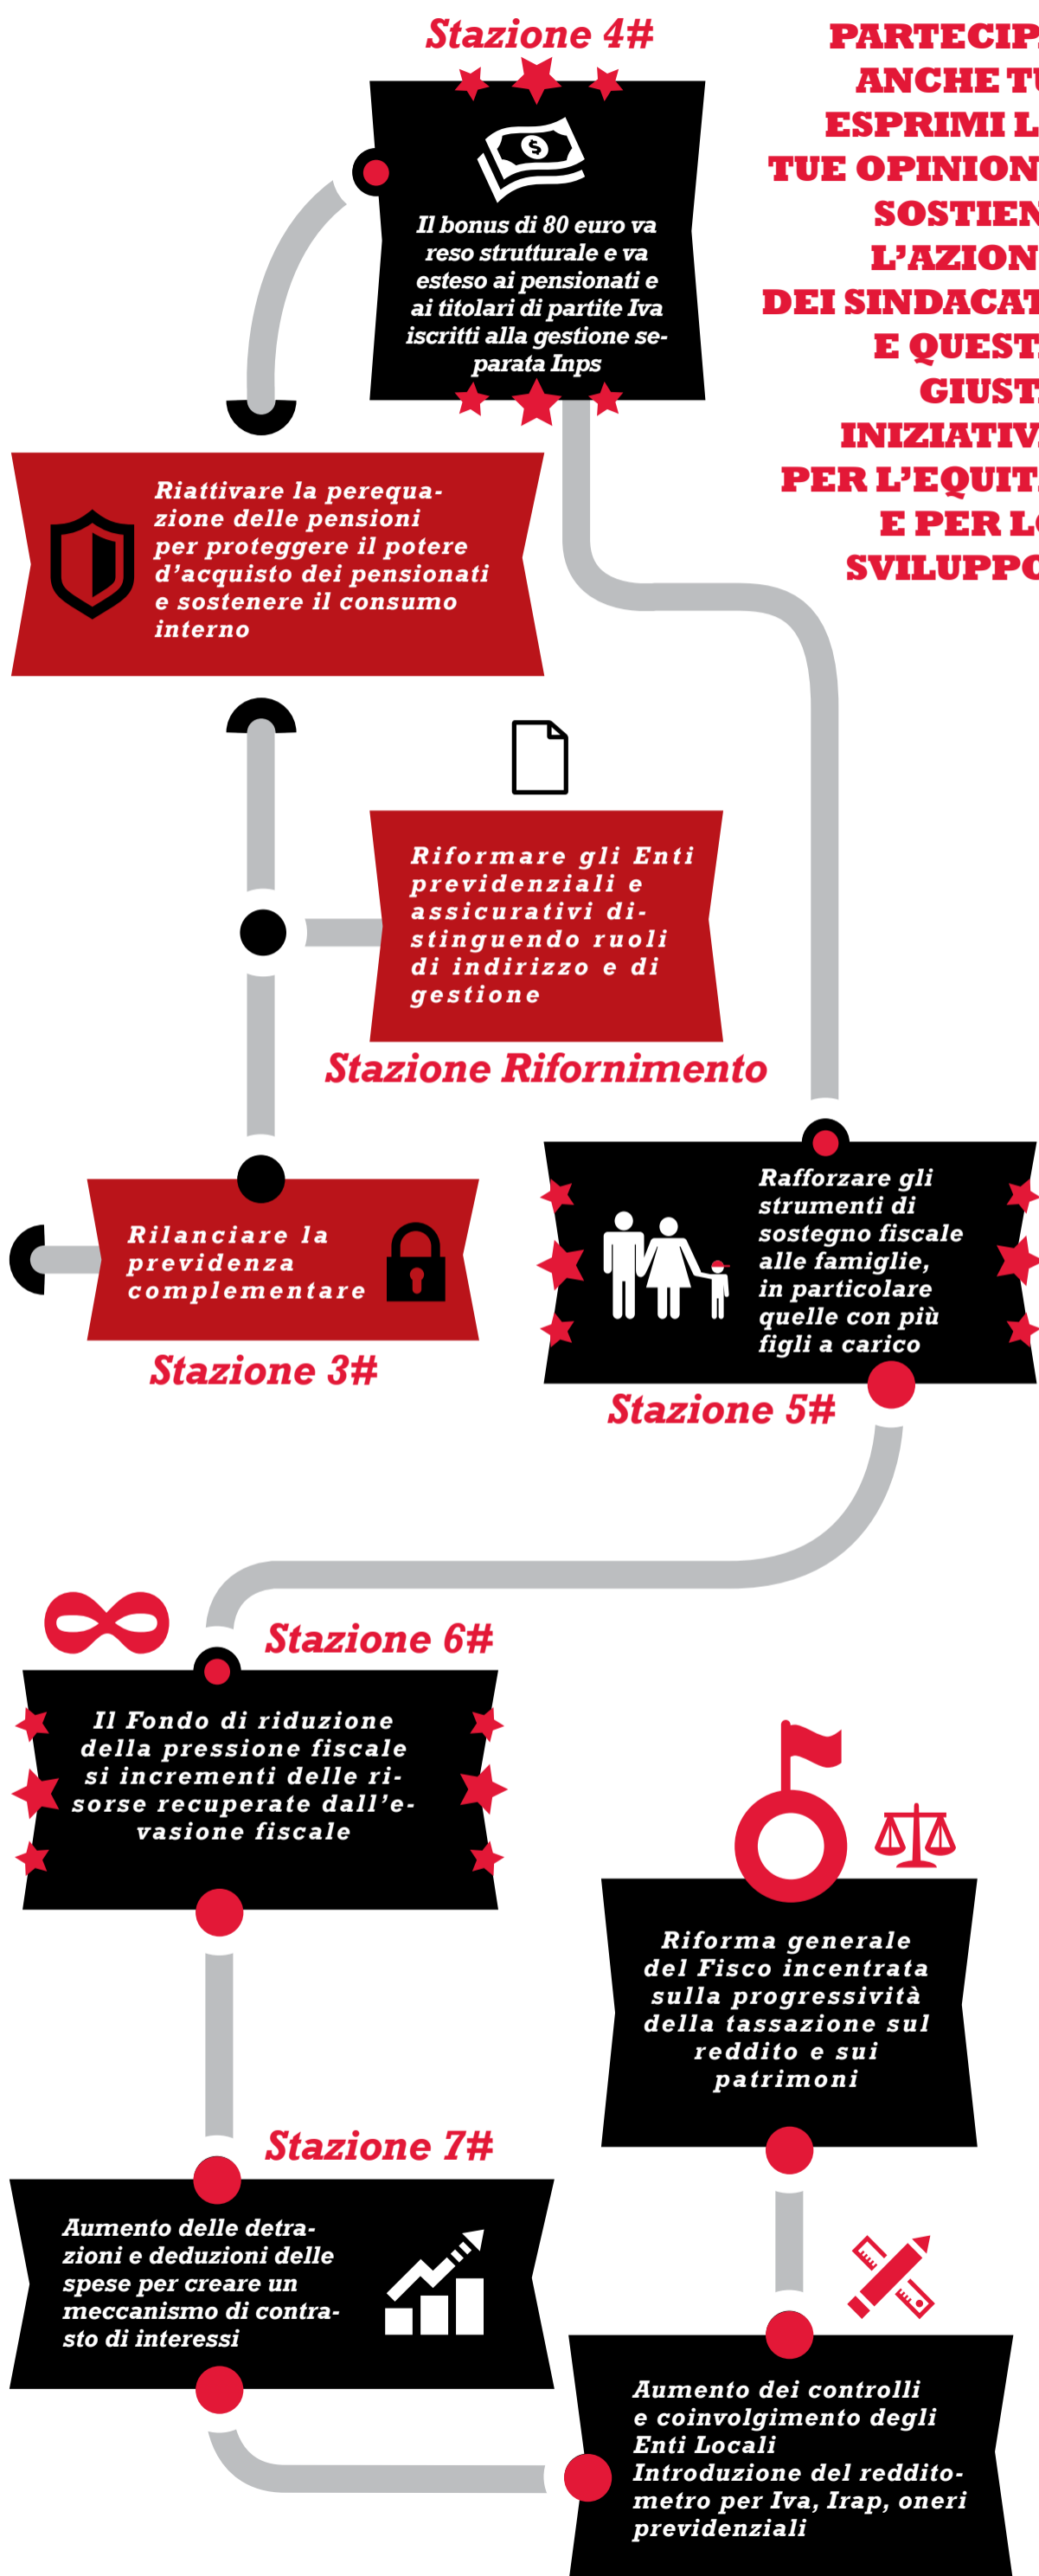 Stazione 4#
Il bonus di 80 euro va
reso strutturale e va
esteso ai pensionati e
ai titolari di partite Iva
iscritti alla gestione se-
parata Inps
PARTECIP
ANCHE TU
ESPRIMI L
TUE OPINION
SOSTIEN
L’AZION
DEI SINDACAT
E QUEST
GIUST
INIZIATIV
PER L’EQUIT
E PER LO
SVILUPPO
Riattivare la perequa-
zione delle pensioni
per proteggere il potere
d’acquisto dei pensionati
e sostenere il consumo
interno
Riformare gli Enti
previdenziali e
assicurativi di-
stinguendo ruoli
di indirizzo e di
gestione
Stazione Rifornimento
Rilanciare la
previdenza
complementare
Stazione 3#
Rafforzare gli
strumenti di
sostegno fiscale
alle famiglie,
in particolare
quelle con più
figli a carico
Stazione 5#
Stazione 6#
Il Fondo di riduzione
della pressione fiscale
si incrementi delle ri-
sorse recuperate dall’e-
vasione fiscale
Riforma generale
del Fisco incentrata
sulla progressività
della tassazione sul
reddito e sui
patrimoni
Stazione 7#
Aumento delle detra-
zioni e deduzioni delle
spese per creare un
meccanismo di contra-
sto di interessi
Aumento dei controlli
e coinvolgimento degli
Enti Locali
Introduzione del reddito-
metro per Iva, Irap, oneri
previdenziali